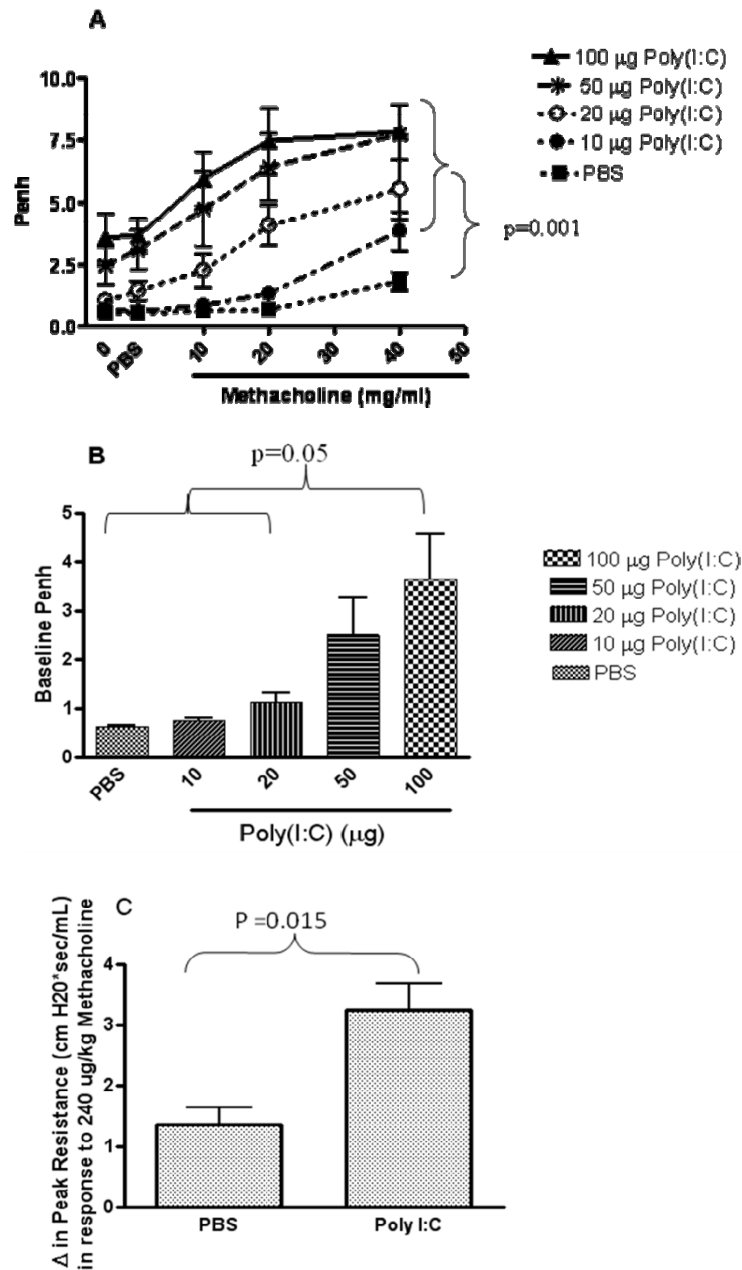 A
100 µg Poly(I:C)
50 µg Poly(I:C)
20 µg Poly(I:C)
10 µg Poly(I:C)
PBS
10.0
7.5
5.0
2.5
0.0
Penh
p=0.001
0 PBS 10 20 30 40 50
Methacholine (mg/ml)
B
p=0.05
5
4
3
2
1
0
Baseline Penh
100 µg Poly(I:C)
50 µg Poly(I:C)
20 µg Poly(I:C)
10 µg Poly(I:C)
PBS
PBS 10 20 50 100
Poly(I:C) (µg)
C
P =0.015
Δ in Peak Resistance (cm H20*sec/mL)
in response to 240 ug/kg Methacholine
4
3
2
1
0
PBS Poly I:C